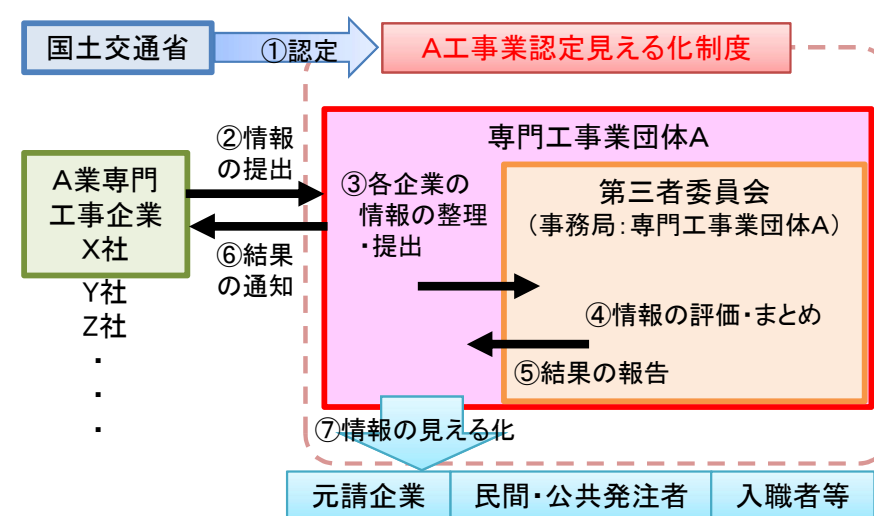 国土交通省
①認定
A工事業認定見える化制度
専門工事業団体A
②情報
の提出
A業専門
工事企業
X社
Y社
Z社
・
・
・
③各企業の
情報の整理
・提出
第三者委員会
（事務局：専門工事業団体A）
⑥結果
の通知
④情報の評価・まとめ
⑤結果の報告
⑦情報の見える化
元請企業
民間・公共発注者
入職者等